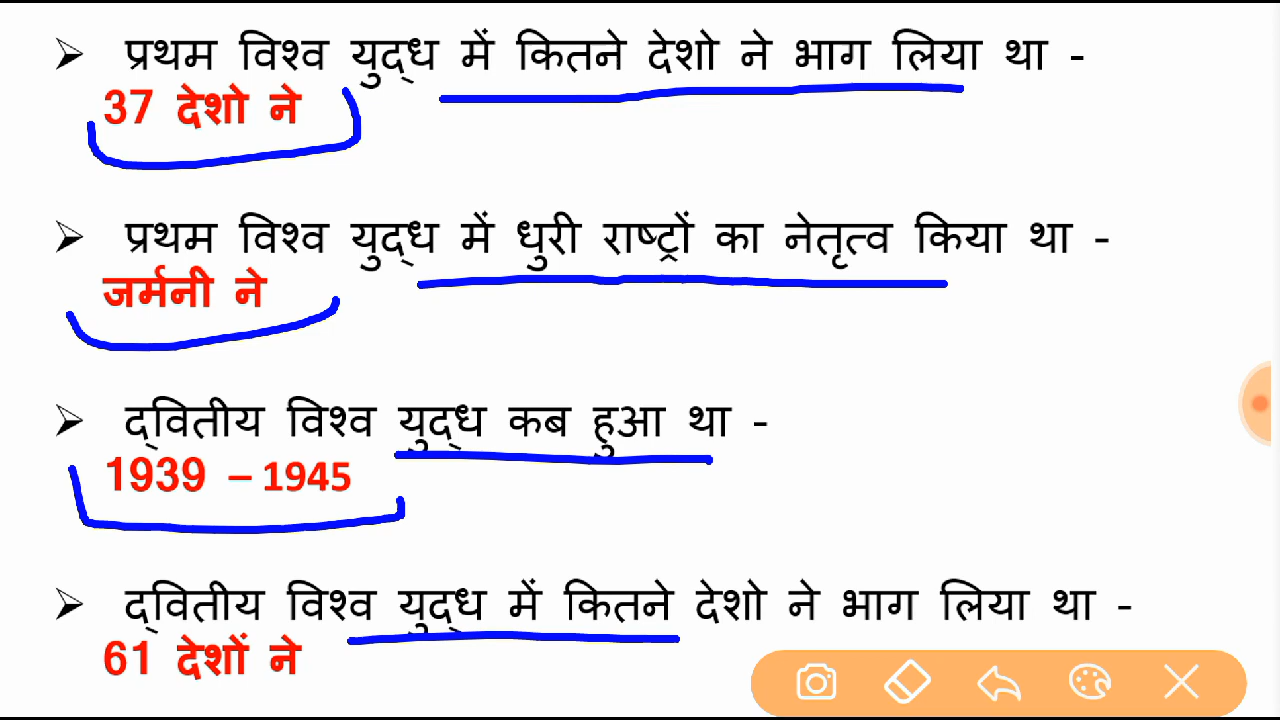 ➢ प्रथम विश्व युद्ध में कितने देशो ने भाग लिया था -
37 देशो ने
➢ प्रथम विश्व युद्ध में धुरी राष्ट्रों का नेतृत्व किया था -
जर्मनी ने
➢ द्वितीय विश्व युद्ध कब हुआ था -
1939 – 1945
➢ द्वितीय विश्व युद्ध में कितने देशो ने भाग लिया था -
61 देशों ने